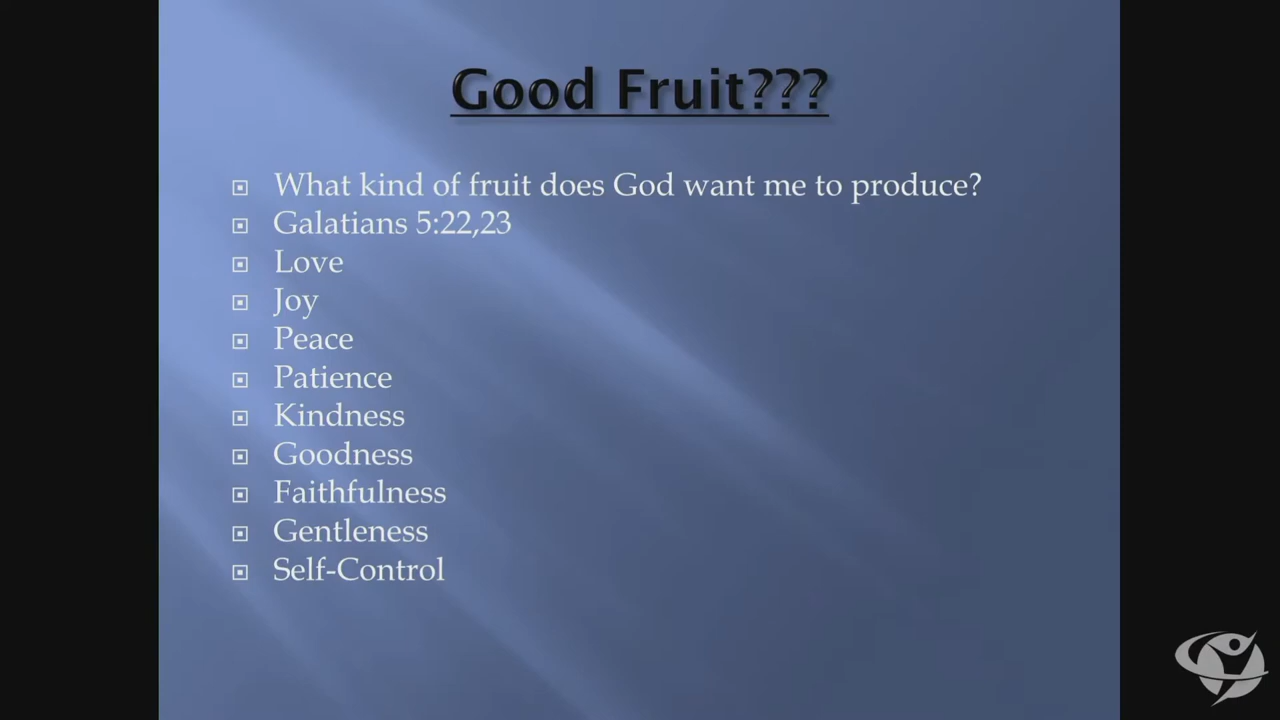 Good Fruit???
What kind of fruit does God want me to produce?
Galatians 5:22,23
Love
Joy
Peace
Patience
Kindness
Goodness
Faithfulness
Gentleness
Self-Control